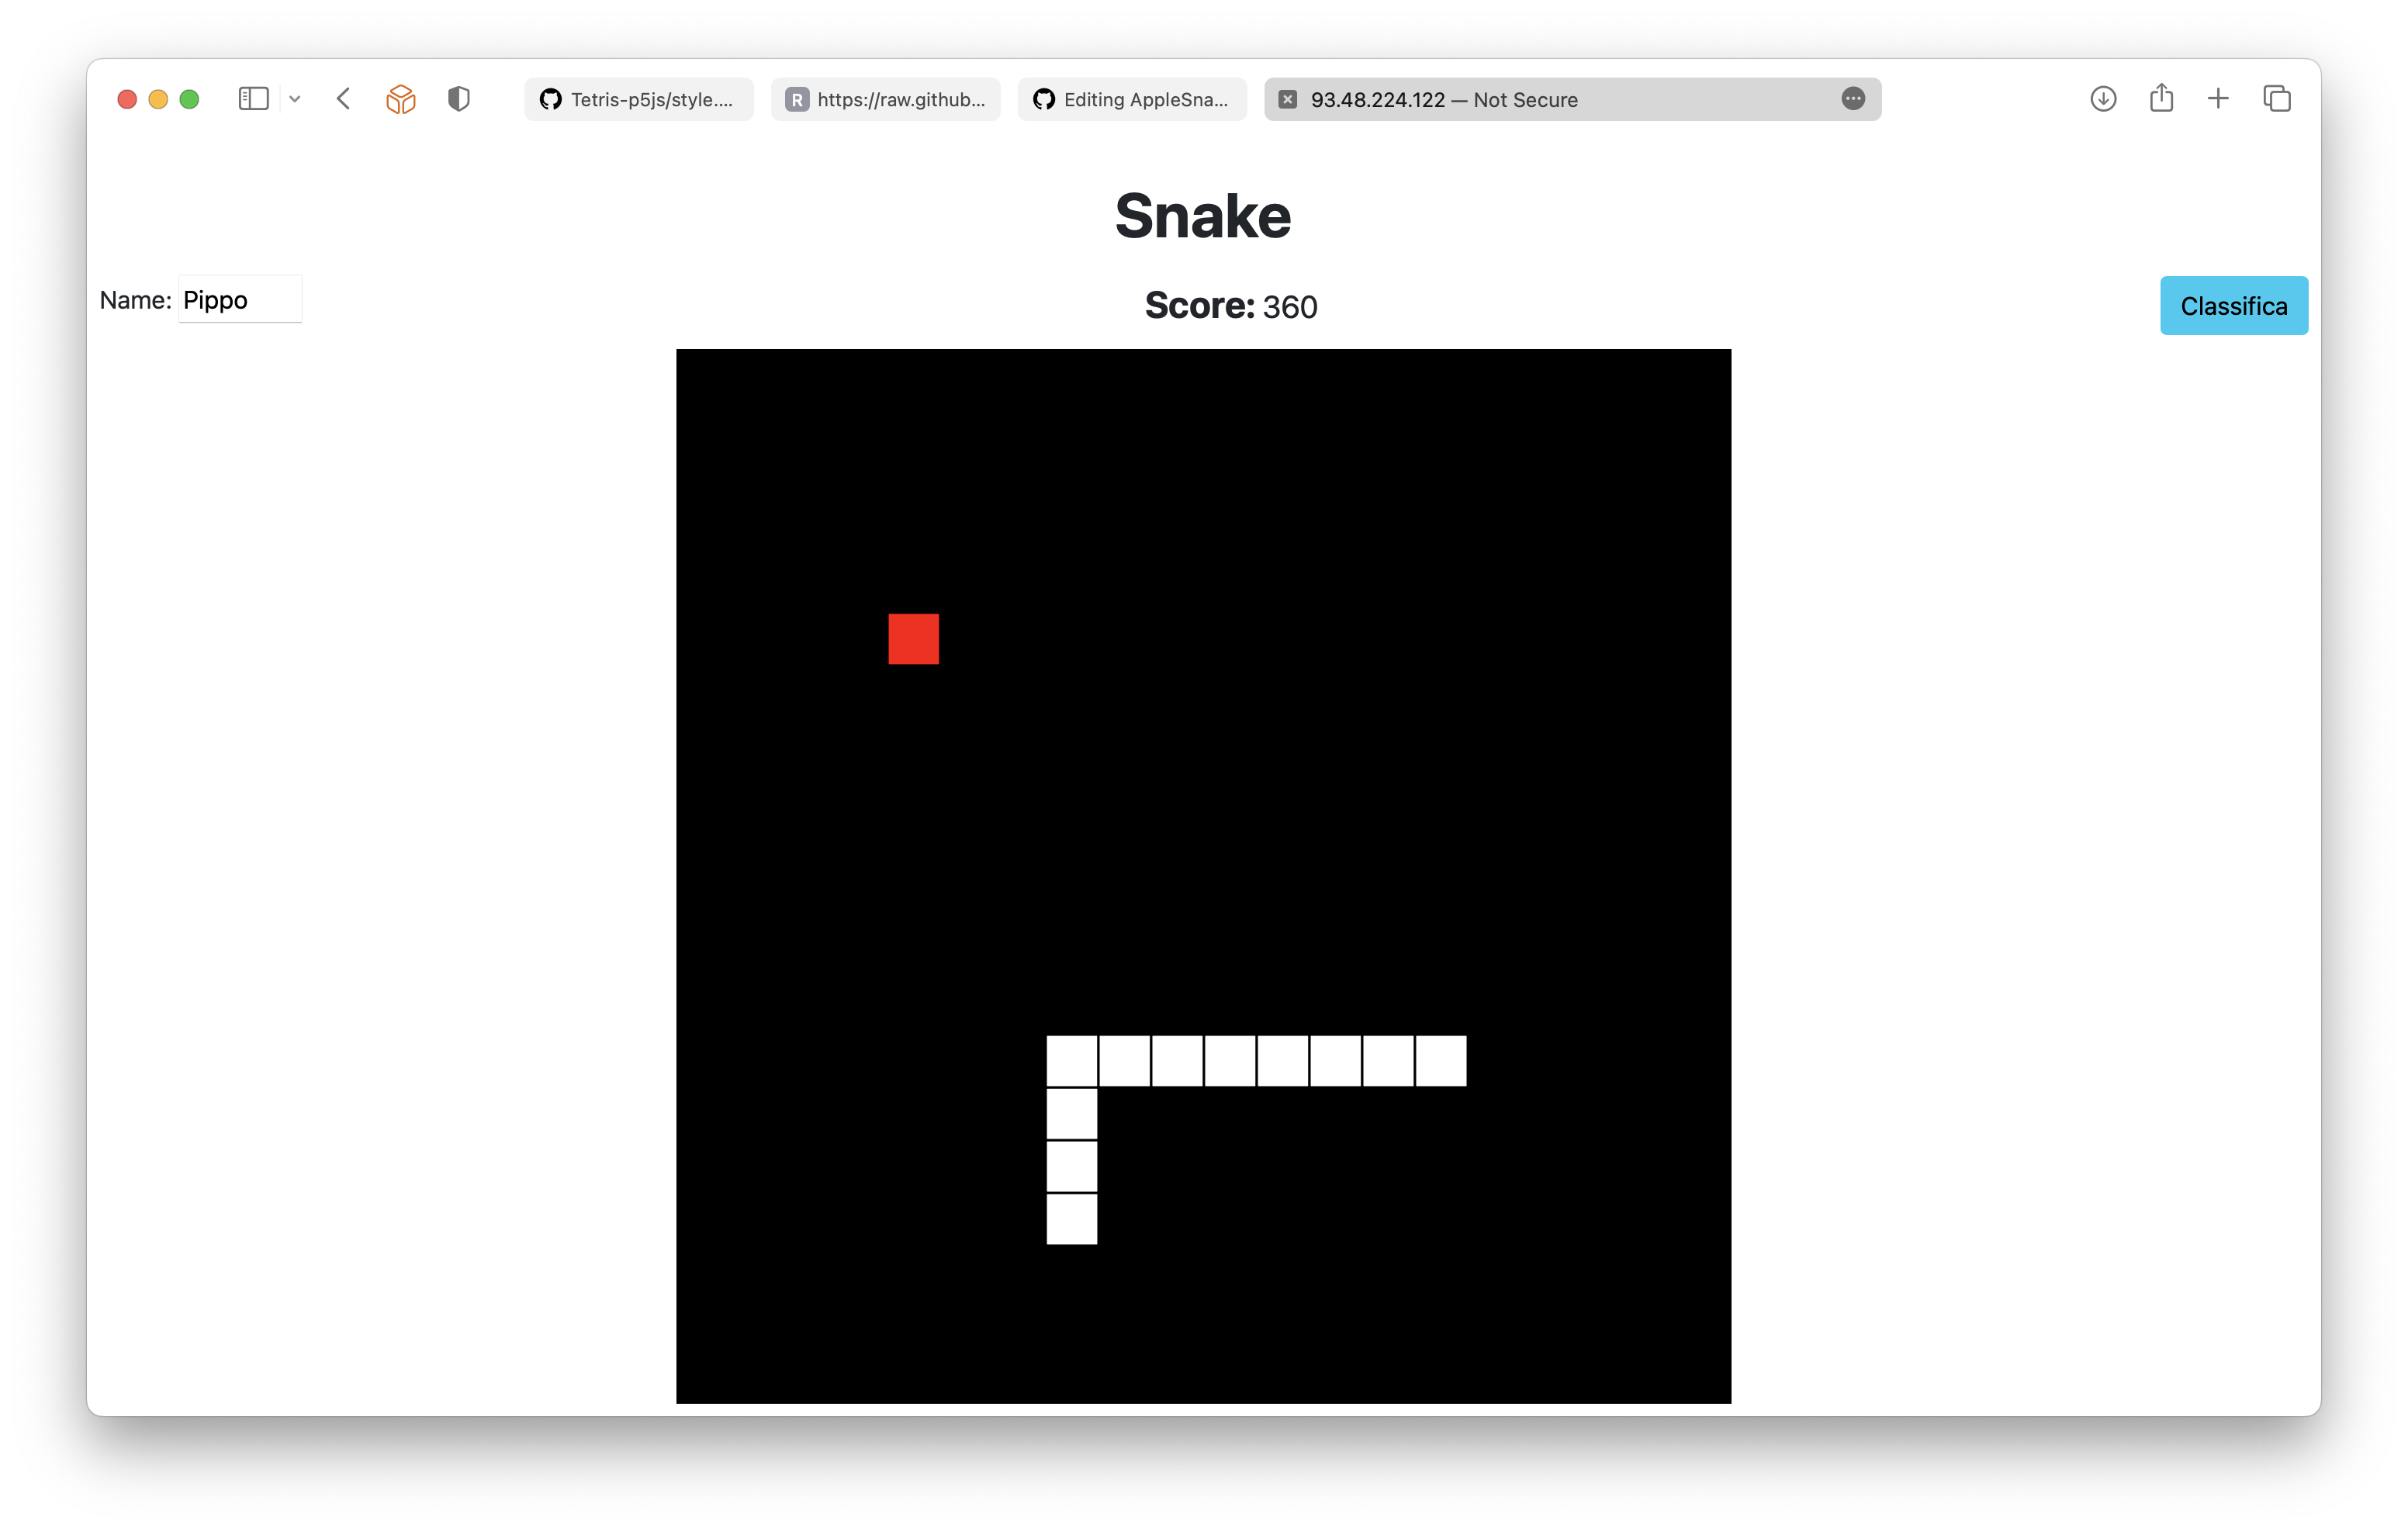 Tetris-p5js/style.... R https://raw.github... Editing AppleSna... 93.48.224.122 — Not Secure
Snake
Name: Pippo Score: 360 Classifica